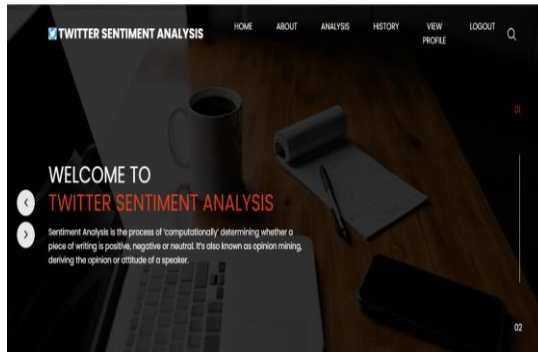 TWITTER SENTIMENT ANALYSIS
HOME ABOUT ANALYSIS HISTORY VIEW PROFILE LOGOUT
01
WELCOME TO
TWITTER SENTIMENT ANALYSIS
Sentiment Analysis is the process of 'computationally' determining whether a
piece of writing is positive, negative or neutral. It's also known as opinion mining,
deriving the opinion or attitude of a speaker.
02